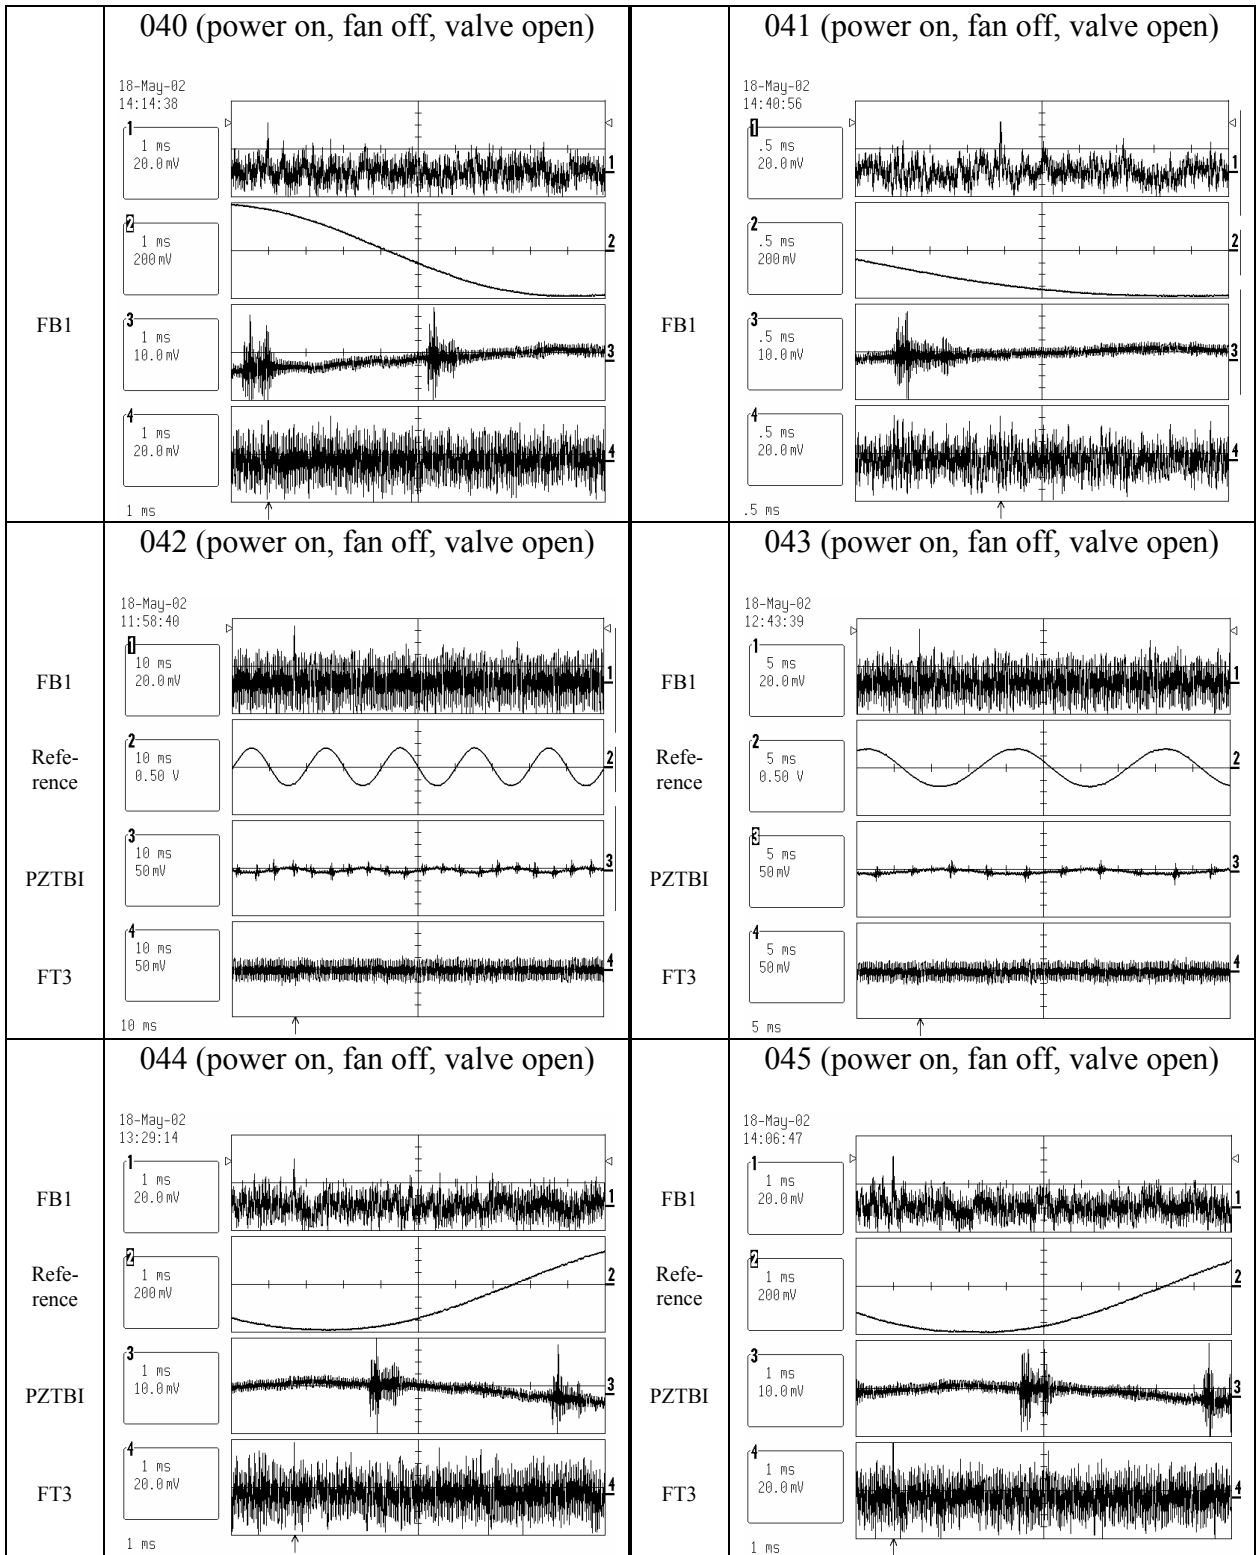 040 (power on, fan off, valve open)
18-May-02
14:14:38
1
1 ms
20.0mV
1
2
1 ms
200mV
2
FB1
3
1 ms
10.0mV
3
4
1 ms
20.0mV
4
1 ms
041 (power on, fan off, valve open)
18-May-02
14:40:56
1
.5 ms
20.0mV
1
2
.5 ms
200mV
2
FB1
3
.5 ms
10.0mV
3
4
.5 ms
20.0mV
4
.5 ms
042 (power on, fan off, valve open)
18-May-02
11:58:40
FB1
1
10 ms
20.0mV
1
Refe-
rence
2
10 ms
0.50 V
2
PZTBI
3
10 ms
50mV
3
FT3
4
10 ms
50mV
4
10 ms
043 (power on, fan off, valve open)
18-May-02
12:43:39
FB1
1
5 ms
20.0mV
1
Refe-
rence
2
5 ms
0.50 V
2
PZTBI
3
5 ms
50mV
3
FT3
4
5 ms
50mV
4
5 ms
044 (power on, fan off, valve open)
18-May-02
13:29:14
FB1
1
1 ms
20.0mV
1
Refe-
rence
2
1 ms
200mV
2
PZTBI
3
1 ms
10.0mV
3
FT3
4
1 ms
20.0mV
4
1 ms
045 (power on, fan off, valve open)
18-May-02
14:06:47
FB1
1
1 ms
20.0mV
1
Refe-
rence
2
1 ms
200mV
2
PZTBI
3
1 ms
10.0mV
3
FT3
4
1 ms
20.0mV
4
1 ms